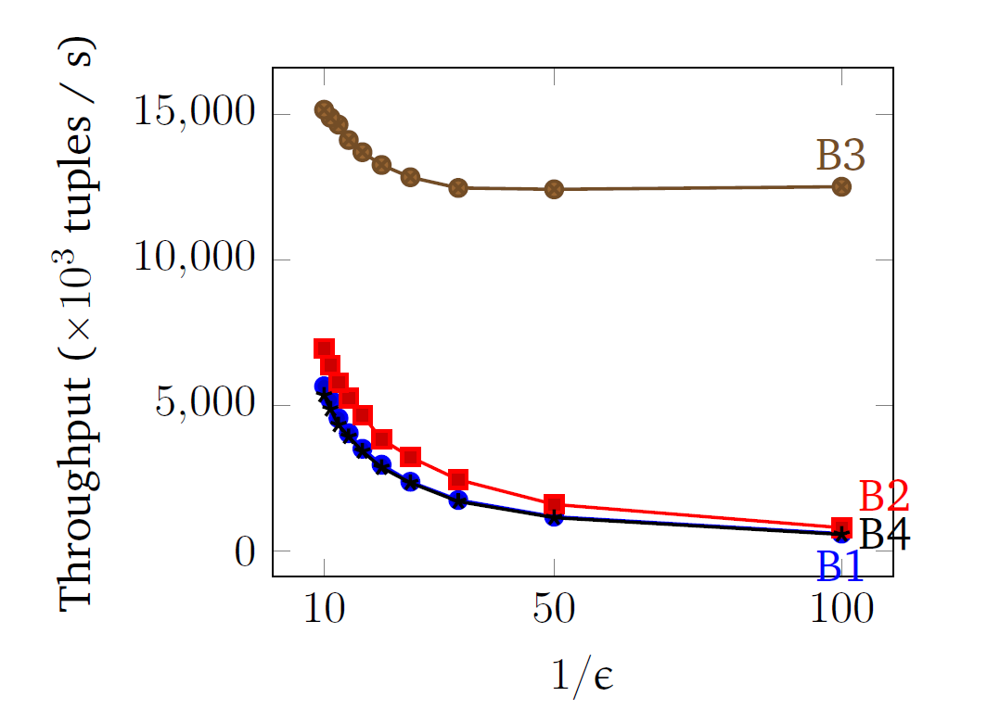 Throughput (×10³ tuples / s)
15,000
10,000
5,000
0
B3
B2
B4
B1
10 50 100
1/ϵ